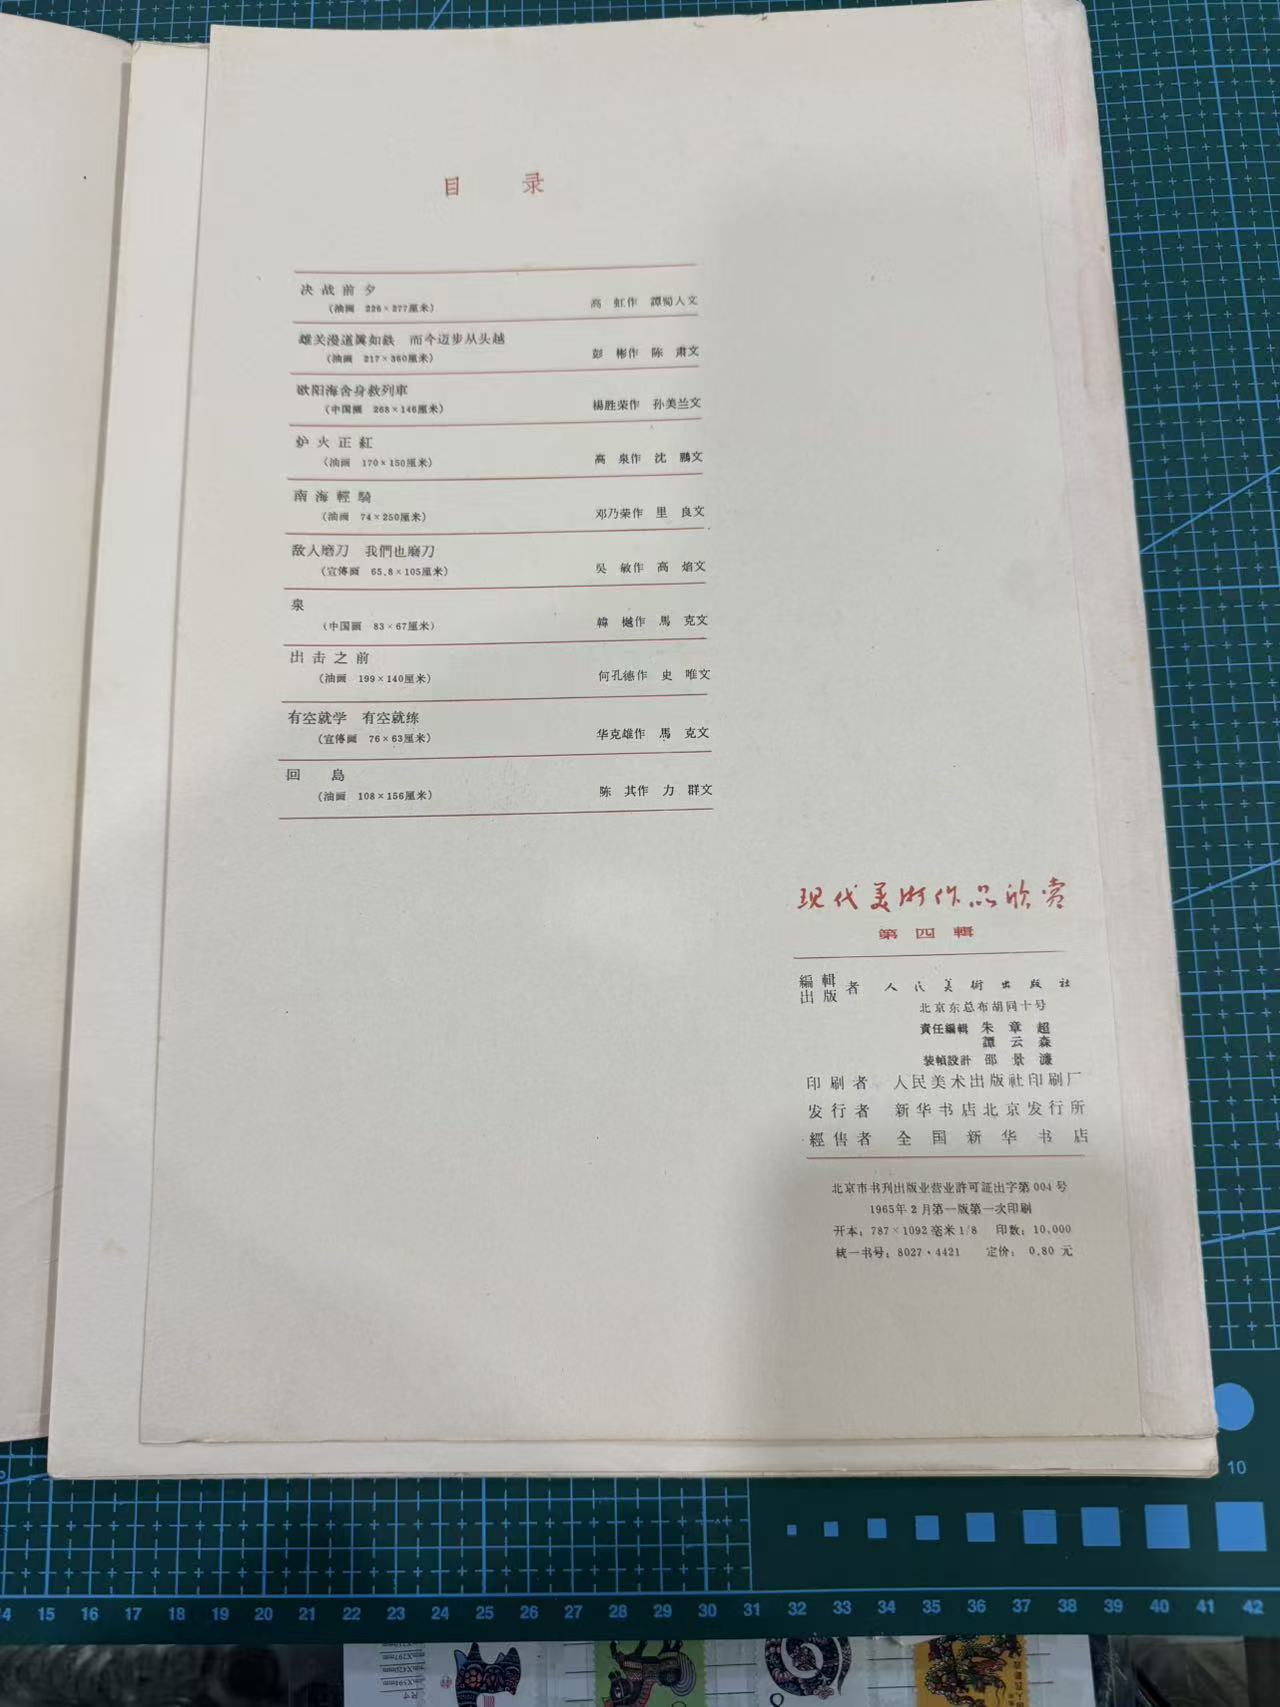 目 录
决战前夕
(油画 226×277厘米) 高 虹作 譚蜀人文
雄关漫道真如鉄 而今迈步从头越
(油画 217×360厘米) 彭 彬作 陈 肃文
欧阳海舍身救列車
(中国画 268×146厘米) 楊胜荣作 孙美兰文
炉火正紅
(油画 170×150厘米) 高 泉作 沈 鵬文
南海輕騎
(油画 74×250厘米) 邓乃荣作 里 良文
敌人磨刀 我們也磨刀
(宣傳画 65.8×105厘米) 吳 敏作 高 焰文
泉
(中国画 83×67厘米) 韓 樾作 馬 克文
出击之前
(油画 199×140厘米) 何孔德作 史 唯文
有空就学 有空就练
(宣傳画 76×63厘米) 华克雄作 馬 克文
回 島
(油画 108×156厘米) 陈 其作 力 群文
现代美术作品欣赏
第四輯
編輯出版者 人民美術出版社
北京东总布胡同十号
責任編輯 朱章超
譚云森
装幀設計 邵景濂
印刷者 人民美术出版社印刷厂
发行者 新华书店北京发行所
經售者 全国新华书店
北京市书刊出版业营业許可証出字第004号
1965年2月第一版第一次印刷
开本：787×1092毫米1/8 印数：10,000
統一书号：8027·4421 定价：0.80元
10
14 15 16 17 18 19 20 21 22 23 24 25 26 27 28 29 30 31 32 33 34 35 36 37 38 39 40 41 42